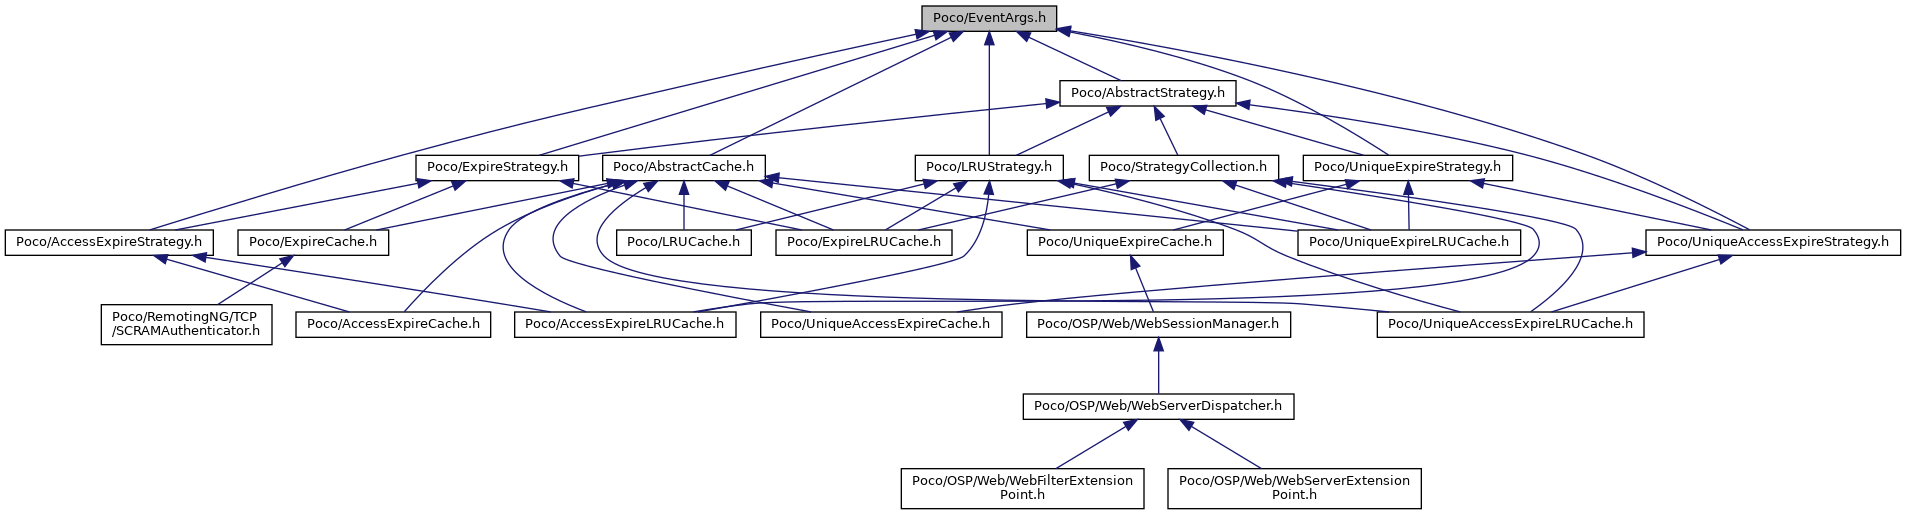 Poco/EventArgs.h
Poco/AbstractStrategy.h
Poco/ExpireStrategy.h
Poco/AbstractCache.h
Poco/LRUStrategy.h
Poco/StrategyCollection.h
Poco/UniqueExpireStrategy.h
Poco/AccessExpireStrategy.h
Poco/ExpireCache.h
Poco/LRUCache.h
Poco/ExpireLRUCache.h
Poco/UniqueExpireCache.h
Poco/UniqueExpireLRUCache.h
Poco/UniqueAccessExpireStrategy.h
Poco/RemotingNG/TCP
/SCRAMAuthenticator.h
Poco/AccessExpireCache.h
Poco/AccessExpireLRUCache.h
Poco/UniqueAccessExpireCache.h
Poco/OSP/Web/WebSessionManager.h
Poco/UniqueAccessExpireLRUCache.h
Poco/OSP/Web/WebServerDispatcher.h
Poco/OSP/Web/WebFilterExtension
Point.h
Poco/OSP/Web/WebServerExtension
Point.h